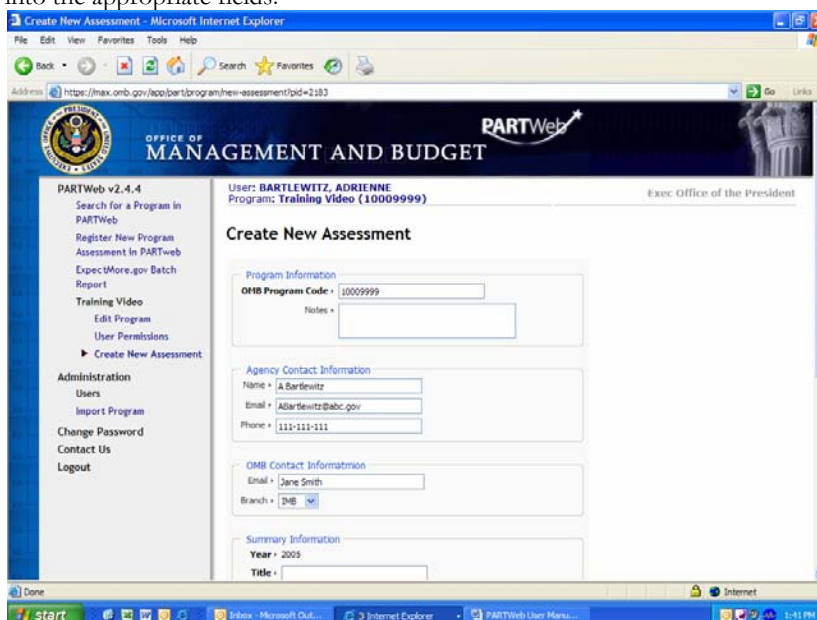 into the appropriate fields.
Create New Assessment - Microsoft Internet Explorer
File Edit View Favorites Tools Help
Back Search Favorites
Address https://max.omb.gov/app/part/program/new-assessment?pid=2183 Go Links
OFFICE OF
MANAGEMENT AND BUDGET
PARTWeb
PARTWeb v2.4.4
Search for a Program in
PARTWeb
Register New Program
Assessment in PARTweb
ExpectMore.gov Batch
Report
Training Video
Edit Program
User Permissions
Create New Assessment
Administration
Users
Import Program
Change Password
Contact Us
Logout
User: BARTLEWITZ, ADRIENNE
Program: Training Video (10009999)
Exec Office of the President
Create New Assessment
Program Information
OMB Program Code 10009999
Notes
Agency Contact Information
Name A Bartlewitz
Email ABartlewitz@abc.gov
Phone 111-111-111
OMB Contact Informatmion
Email Jane Smith
Branch IMB
Summary Information
Year 2005
Title
Done Internet
start Inbox - Microsoft Out... 3 Internet Explorer PARTWeb User Manu... 1:41 PM